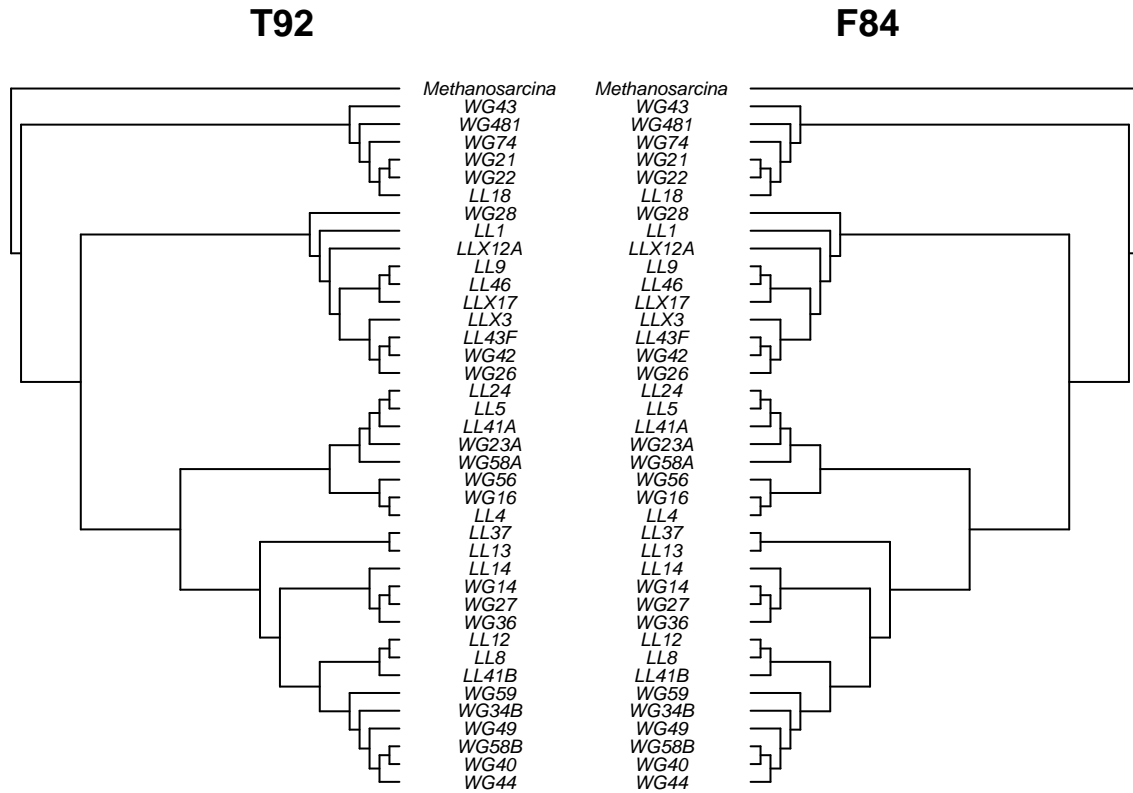 T92 F84
Methanosarcina Methanosarcina
WG43 WG43
WG481 WG481
WG74 WG74
WG21 WG21
WG22 WG22
LL18 LL18
WG28 WG28
LL1 LL1
LLX12A LLX12A
LL9 LL9
LL46 LL46
LLX17 LLX17
LLX3 LLX3
LL43F LL43F
WG42 WG42
WG26 WG26
LL24 LL24
LL5 LL5
LL41A LL41A
WG23A WG23A
WG58A WG58A
WG56 WG56
WG16 WG16
LL4 LL4
LL37 LL37
LL13 LL13
LL14 LL14
WG14 WG14
WG27 WG27
WG36 WG36
LL12 LL12
LL8 LL8
LL41B LL41B
WG59 WG59
WG34B WG34B
WG49 WG49
WG58B WG58B
WG40 WG40
WG44 WG44